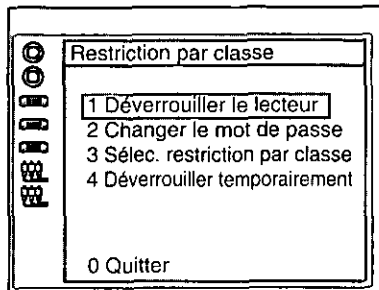 Restriction par classe
1 Déverrouiller le lecteur
2 Changer le mot de passe
3 Sélec. restriction par classe
4 Déverrouiller temporairement
0 Quitter